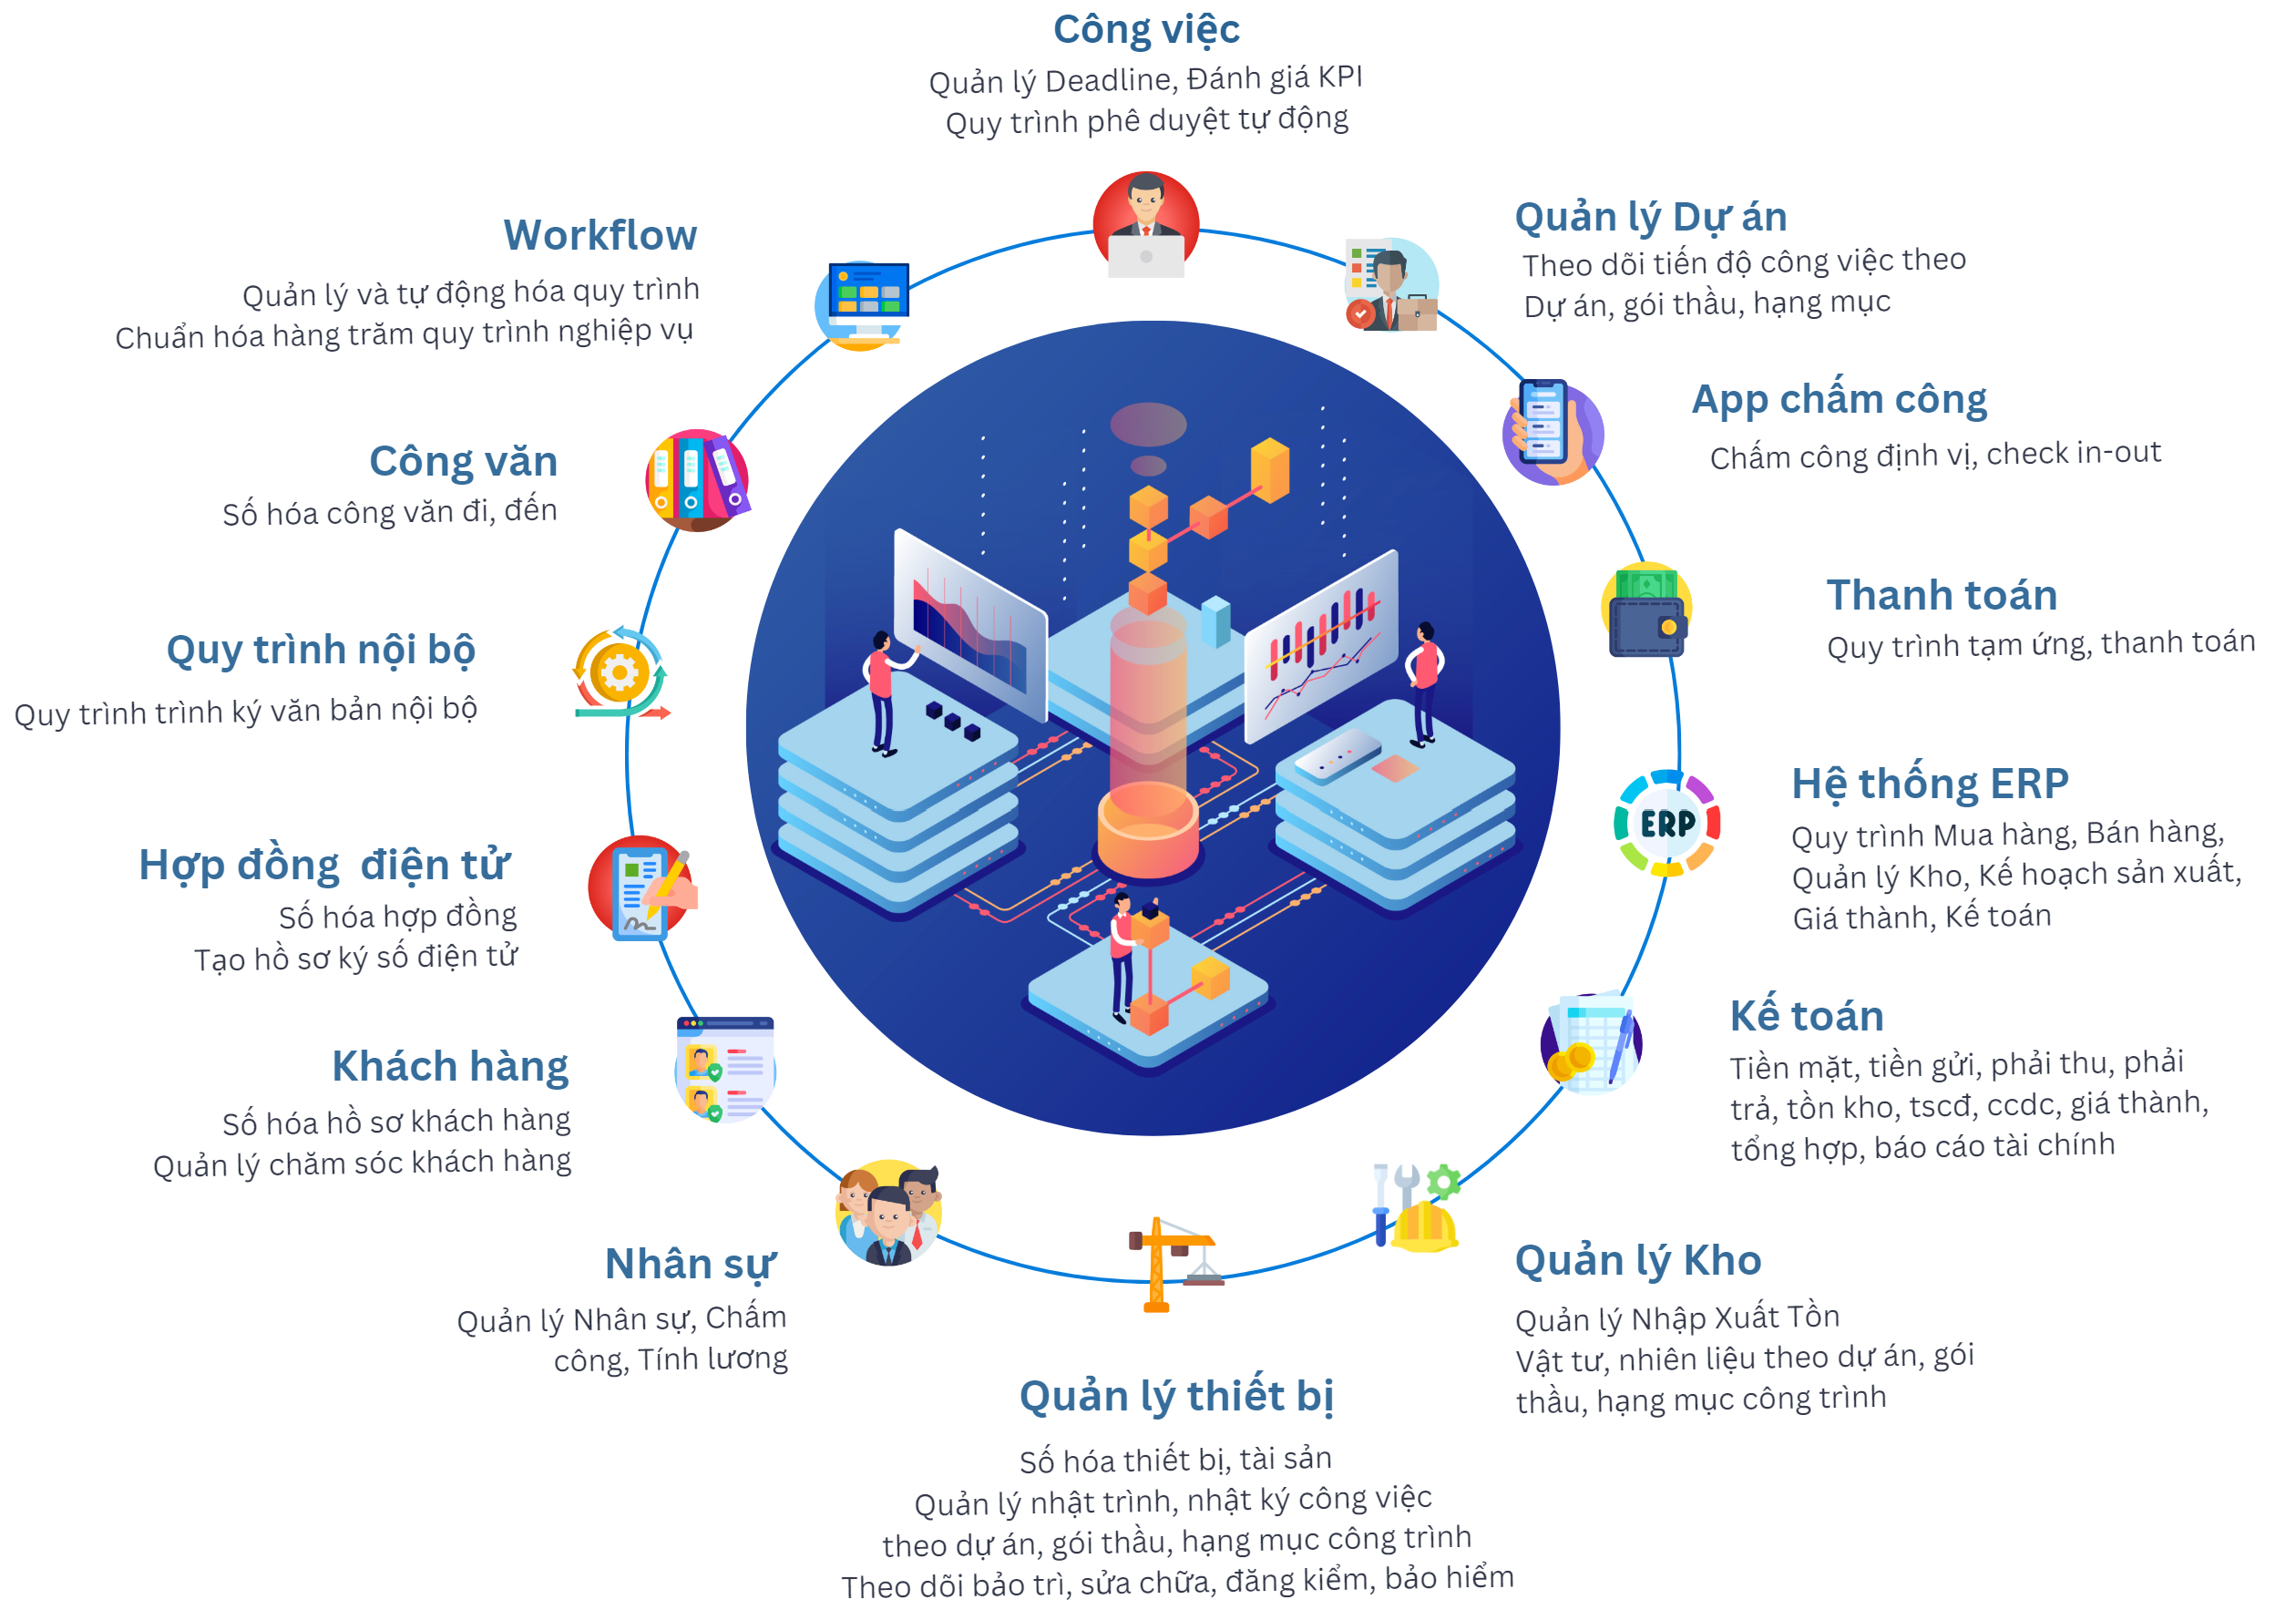 Công việc
Quản lý Deadline, Đánh giá KPI
Quy trình phê duyệt tự động
Quản lý Dự án
Theo dõi tiến độ công việc theo
Dự án, gói thầu, hạng mục
App chấm công
Chấm công định vị, check in-out
Thanh toán
Quy trình tạm ứng, thanh toán
Hệ thống ERP
Quy trình Mua hàng, Bán hàng,
Quản lý Kho, Kế hoạch sản xuất,
Giá thành, Kế toán
ERP
Kế toán
Tiền mặt, tiền gửi, phải thu, phải
trả, tồn kho, tscđ, ccdc, giá thành,
tổng hợp, báo cáo tài chính
Quản lý Kho
Quản lý Nhập Xuất Tồn
Vật tư, nhiên liệu theo dự án, gói
thầu, hạng mục công trình
Quản lý thiết bị
Số hóa thiết bị, tài sản
Quản lý nhật trình, nhật ký công việc
theo dự án, gói thầu, hạng mục công trình
Theo dõi bảo trì, sửa chữa, đăng kiểm, bảo hiểm
Nhân sự
Quản lý Nhân sự, Chấm
công, Tính lương
Khách hàng
Số hóa hồ sơ khách hàng
Quản lý chăm sóc khách hàng
Hợp đồng điện tử
Số hóa hợp đồng
Tạo hồ sơ ký số điện tử
Quy trình nội bộ
Quy trình trình ký văn bản nội bộ
Công văn
Số hóa công văn đi, đến
Workflow
Quản lý và tự động hóa quy trình
Chuẩn hóa hàng trăm quy trình nghiệp vụ